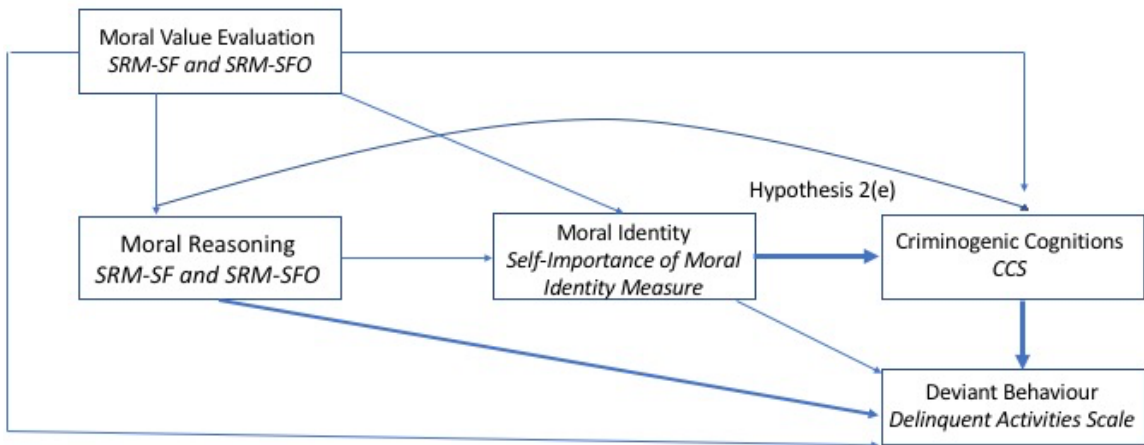 Moral Value Evaluation
SRM-SF and SRM-SFO
Hypothesis 2(e)
Moral Reasoning
SRM-SF and SRM-SFO
Moral Identity
Self-Importance of Moral
Identity Measure
Criminogenic Cognitions
CCS
Deviant Behaviour
Delinquent Activities Scale